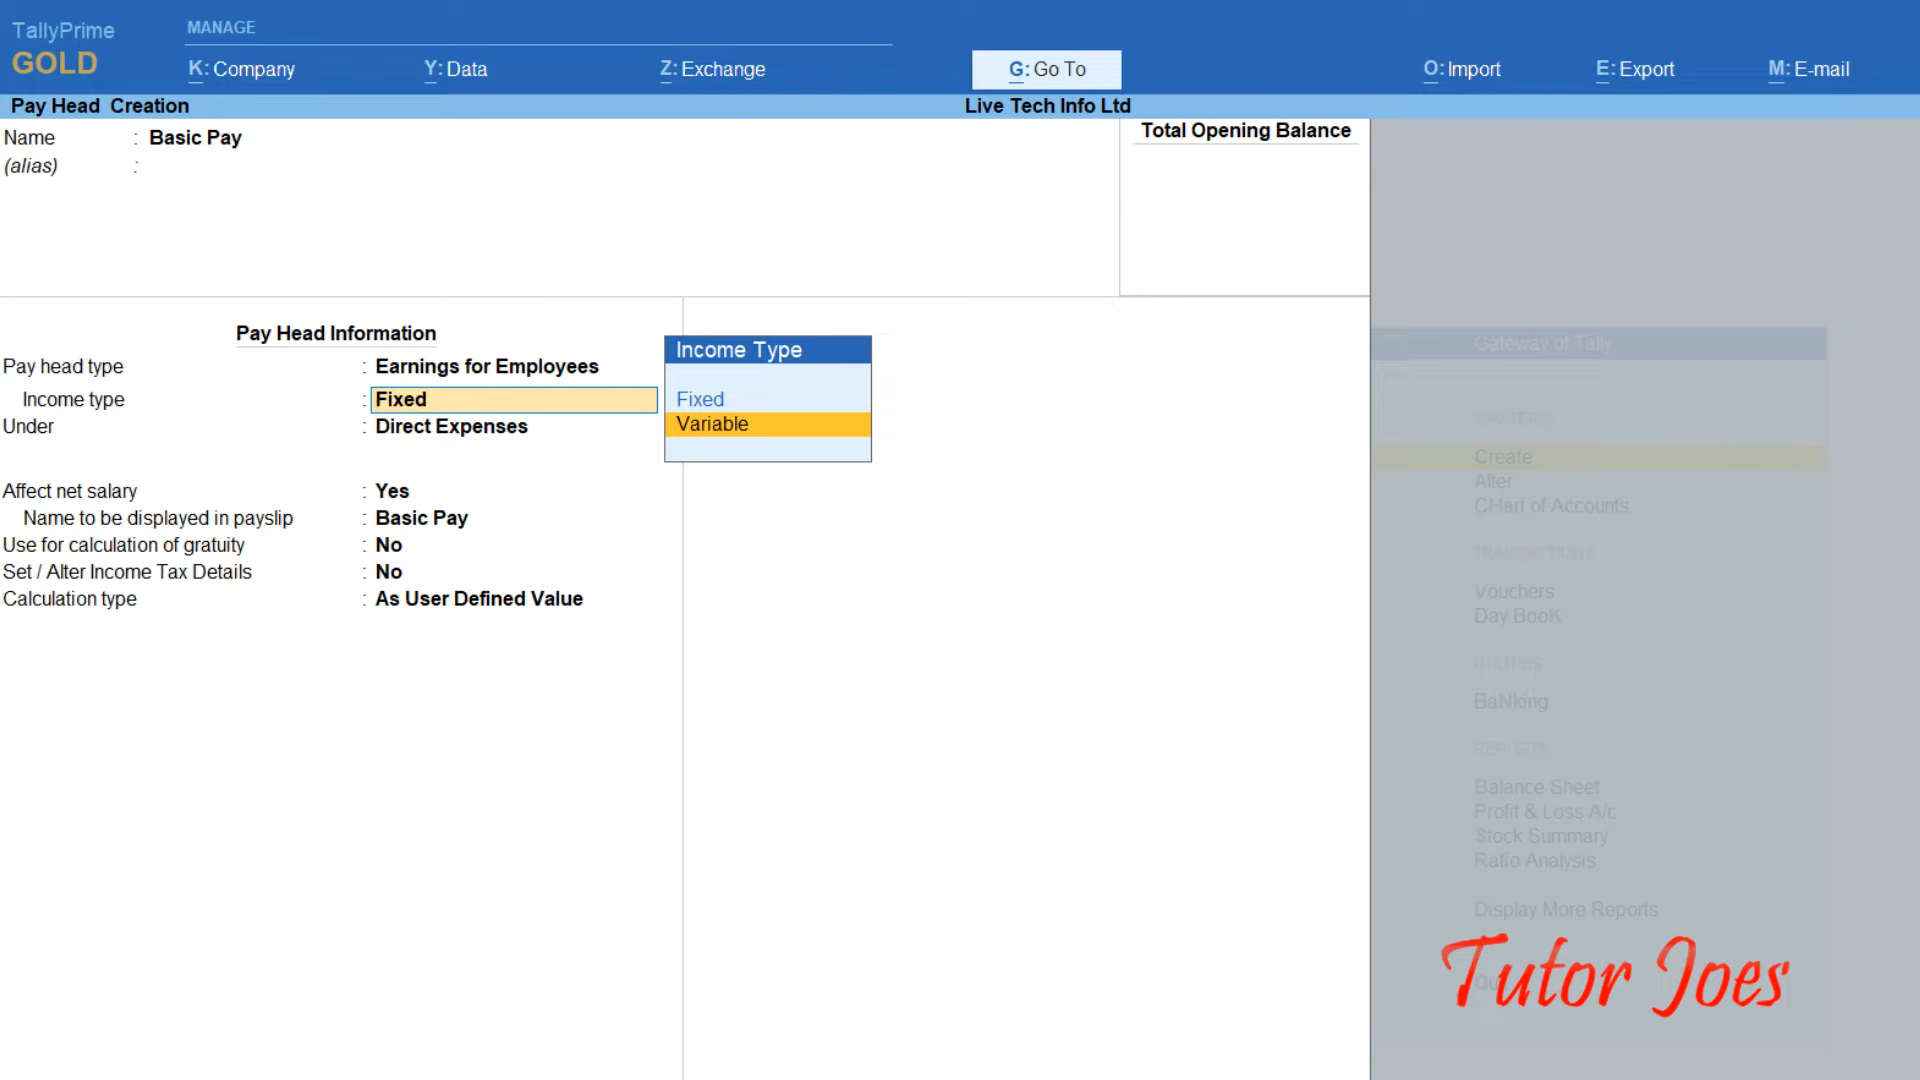 TallyPrime
GOLD
MANAGE
K: Company
Y: Data
Z: Exchange
G: Go To
O: Import
E: Export
M: E-mail
Pay Head Creation
Live Tech Info Ltd
Name : Basic Pay
(alias) :
Total Opening Balance
Pay Head Information
Pay head type : Earnings for Employees
Income type : Fixed
Under : Direct Expenses
Affect net salary : Yes
Name to be displayed in payslip : Basic Pay
Use for calculation of gratuity : No
Set / Alter Income Tax Details : No
Calculation type : As User Defined Value
Income Type
Fixed
Variable
Gateway of Tally
MASTERS
Create
Alter
CHart of Accounts
TRANSACTIONS
Vouchers
Day BooK
UTILITIES
BaNking
REPORTS
Balance Sheet
Profit & Loss A/c
Stock Summary
Ratio Analysis
Display More Reports
Tutor Joes